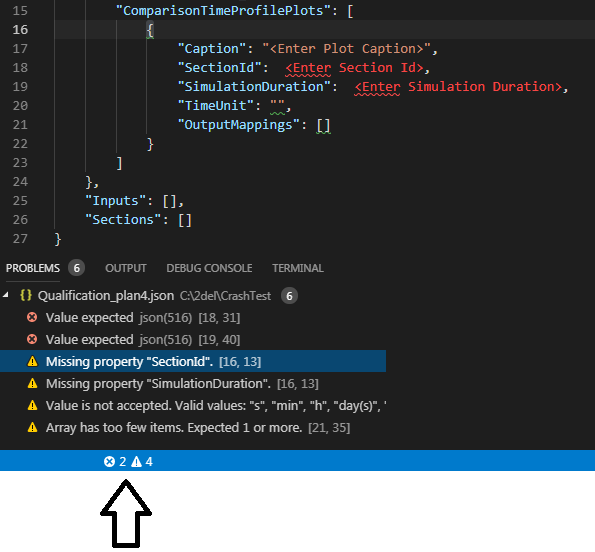 15 "ComparisonTimeProfilePlots": [
16 {
17 "Caption": "<Enter Plot Caption>",
18 "SectionId": <Enter Section Id>,
19 "SimulationDuration": <Enter Simulation Duration>,
20 "TimeUnit": "",
21 "OutputMappings": []
22 }
23 ]
24 },
25 "Inputs": [],
26 "Sections": []
27 }
PROBLEMS 6 OUTPUT DEBUG CONSOLE TERMINAL
{} Qualification_plan4.json C:\2del\CrashTest 6
Value expected json(516) [18, 31]
Value expected json(516) [19, 40]
Missing property "SectionId". [16, 13]
Missing property "SimulationDuration". [16, 13]
Value is not accepted. Valid values: "s", "min", "h", "day(s)", '
Array has too few items. Expected 1 or more. [21, 35]
2 4